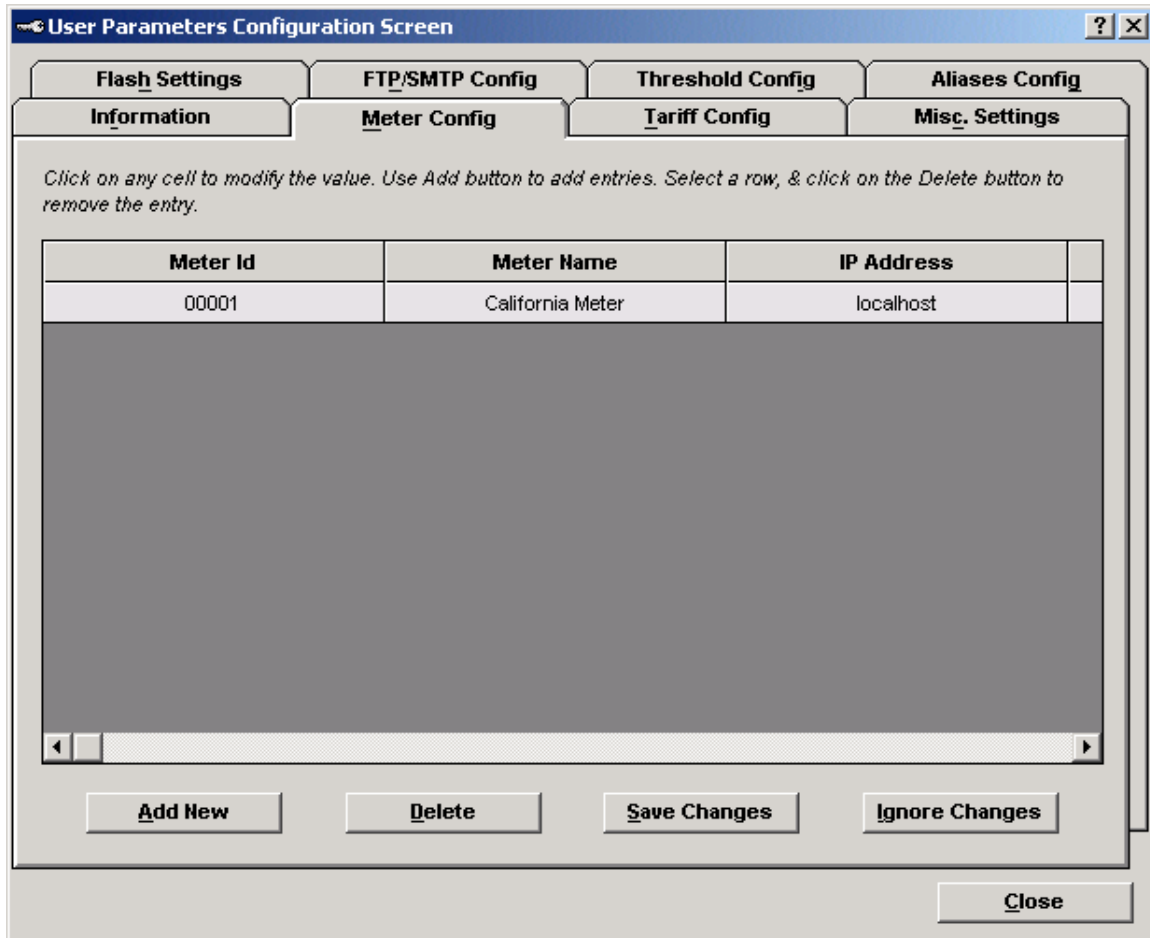 User Parameters Configuration Screen
Flash Settings
FTP/SMTP Config
Threshold Config
Aliases Config
Information
Meter Config
Tariff Config
Misc. Settings
Click on any cell to modify the value. Use Add button to add entries. Select a row, & click on the Delete button to
remove the entry.
Meter Id
Meter Name
IP Address
00001
California Meter
localhost
Add New
Delete
Save Changes
Ignore Changes
Close